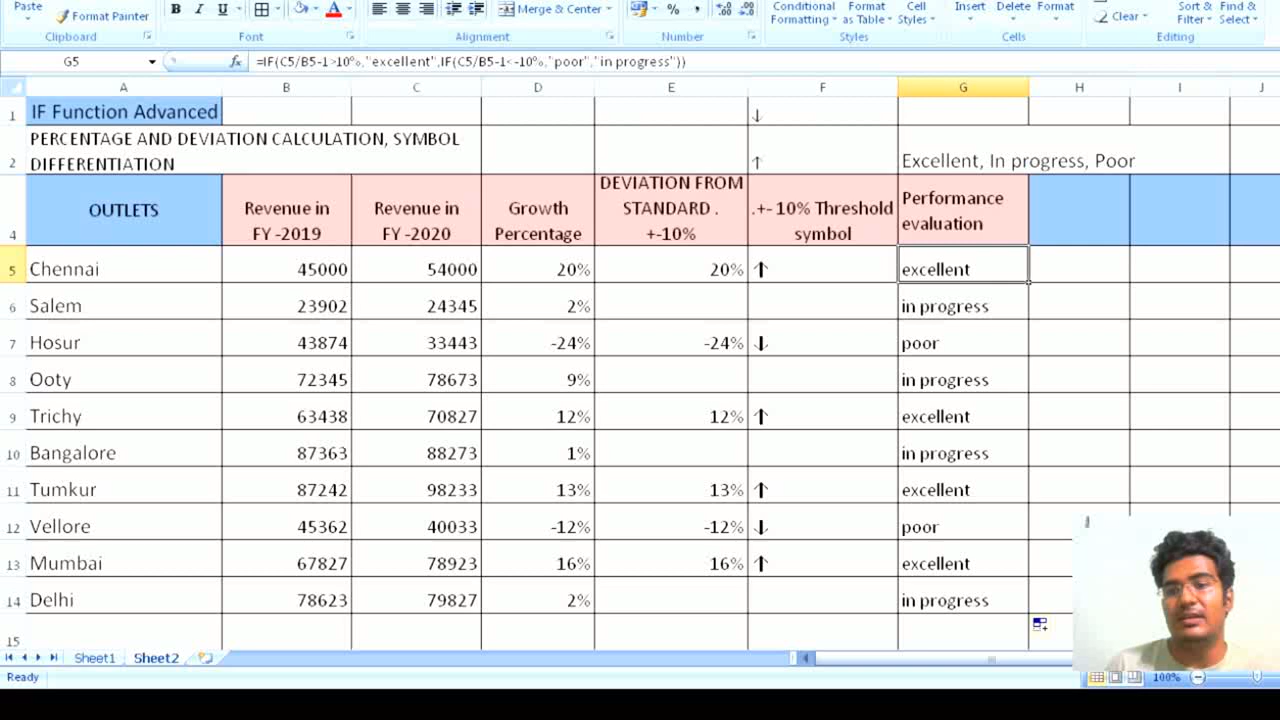 Paste
Format Painter
B I U
A
Merge & Center
%
Conditional Formatting
Format as Table
Cell Styles
Insert
Delete
Format
Clear
Sort & Filter
Find & Select
Clipboard
Font
Alignment
Number
Styles
Cells
Editing
G5
fx
=IF(C5/B5-1>10%,"excellent",IF(C5/B5-1<-10%,"poor","in progress"))
A B C D E F G H I J
1 IF Function Advanced ↓
PERCENTAGE AND DEVIATION CALCULATION, SYMBOL
2 DIFFERENTIATION ↑ Excellent, In progress, Poor
4
OUTLETS
Revenue in
FY -2019
Revenue in
FY -2020
Growth
Percentage
DEVIATION FROM
STANDARD .
+-10%
.+- 10% Threshold
symbol
Performance
evaluation
5 Chennai 45000 54000 20% 20% ↑ excellent
6 Salem 23902 24345 2% in progress
7 Hosur 43874 33443 -24% -24% ↓ poor
8 Ooty 72345 78673 9% in progress
9 Trichy 63438 70827 12% 12% ↑ excellent
10 Bangalore 87363 88273 1% in progress
11 Tumkur 87242 98233 13% 13% ↑ excellent
12 Vellore 45362 40033 -12% -12% ↓ poor
13 Mumbai 67827 78923 16% 16% ↑ excellent
14 Delhi 78623 79827 2% in progress
15
Sheet1 Sheet2
Ready
100%